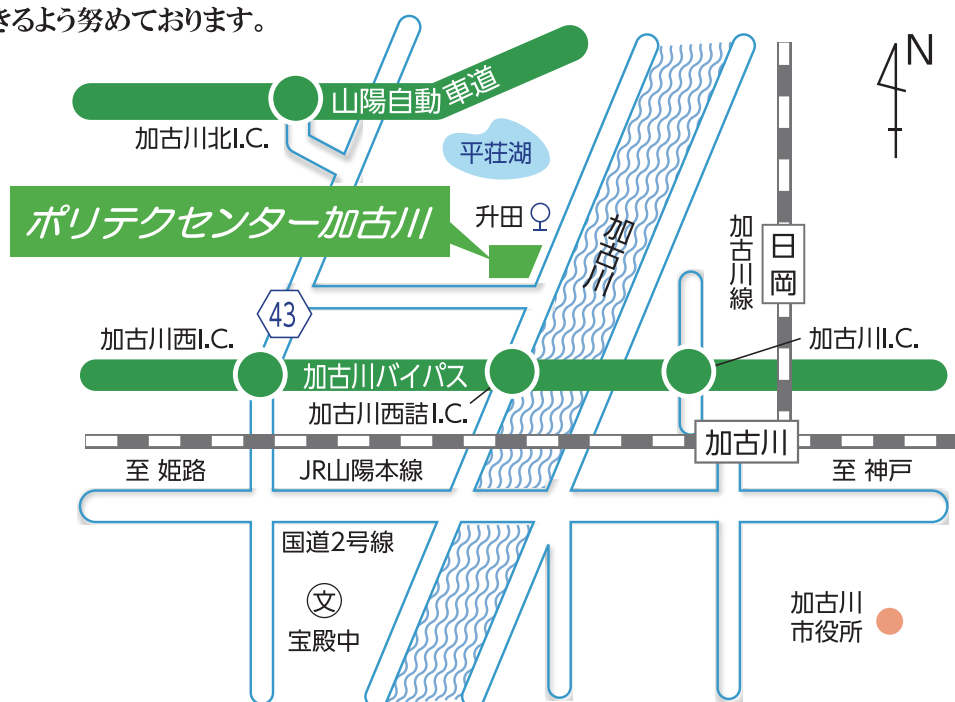 きるよう努めております。
N
山陽自動車道
加古川北I.C.
平荘湖
ポリテクセンター加古川
升田
加古川
加古川線
日岡
43
加古川西I.C.
加古川I.C.
加古川バイパス
加古川西詰I.C.
加古川
至 姫路
JR山陽本線
至 神戸
国道2号線
文
宝殿中
加古川
市役所